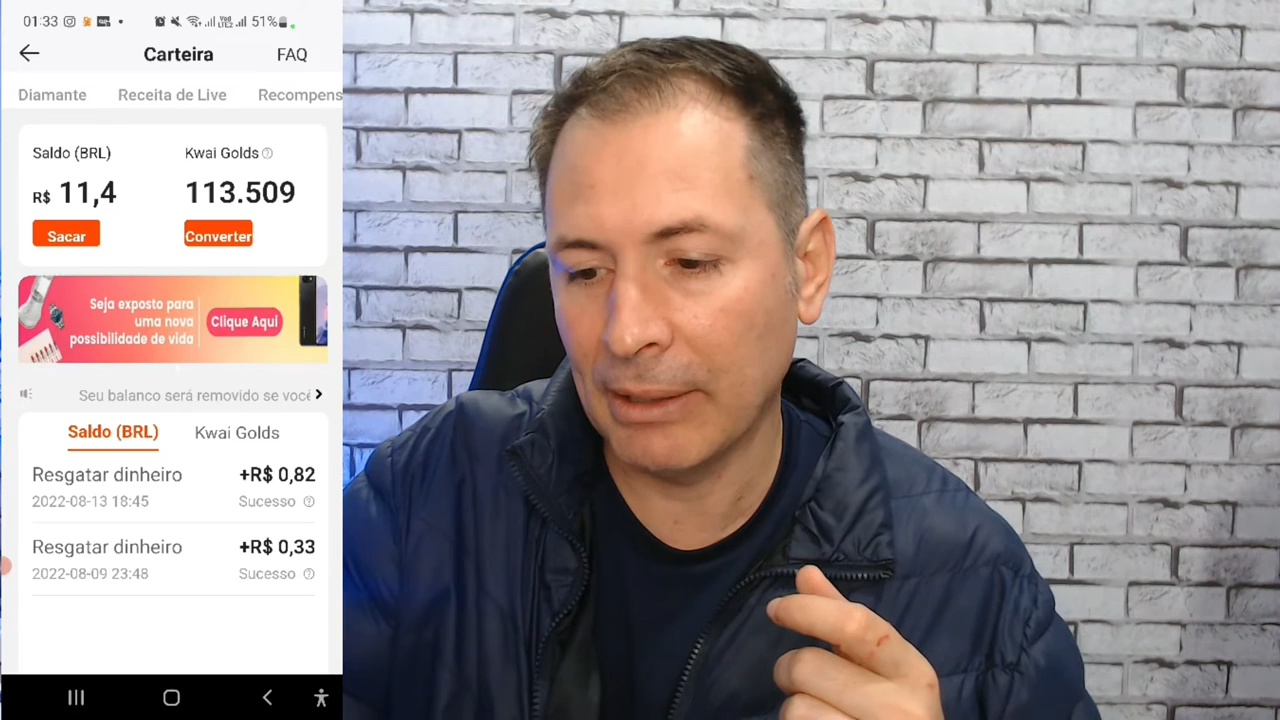 01:33
51%
Carteira
FAQ
Diamante
Receita de Live
Recompens
Saldo (BRL)
Kwai Golds
R$ 11,4
113.509
Sacar
Converter
Seja exposto para
uma nova
possibilidade de vida
Clique Aqui
Seu balanco será removido se você
Saldo (BRL)
Kwai Golds
Resgatar dinheiro
+R$ 0,82
2022-08-13 18:45
Sucesso
Resgatar dinheiro
+R$ 0,33
2022-08-09 23:48
Sucesso